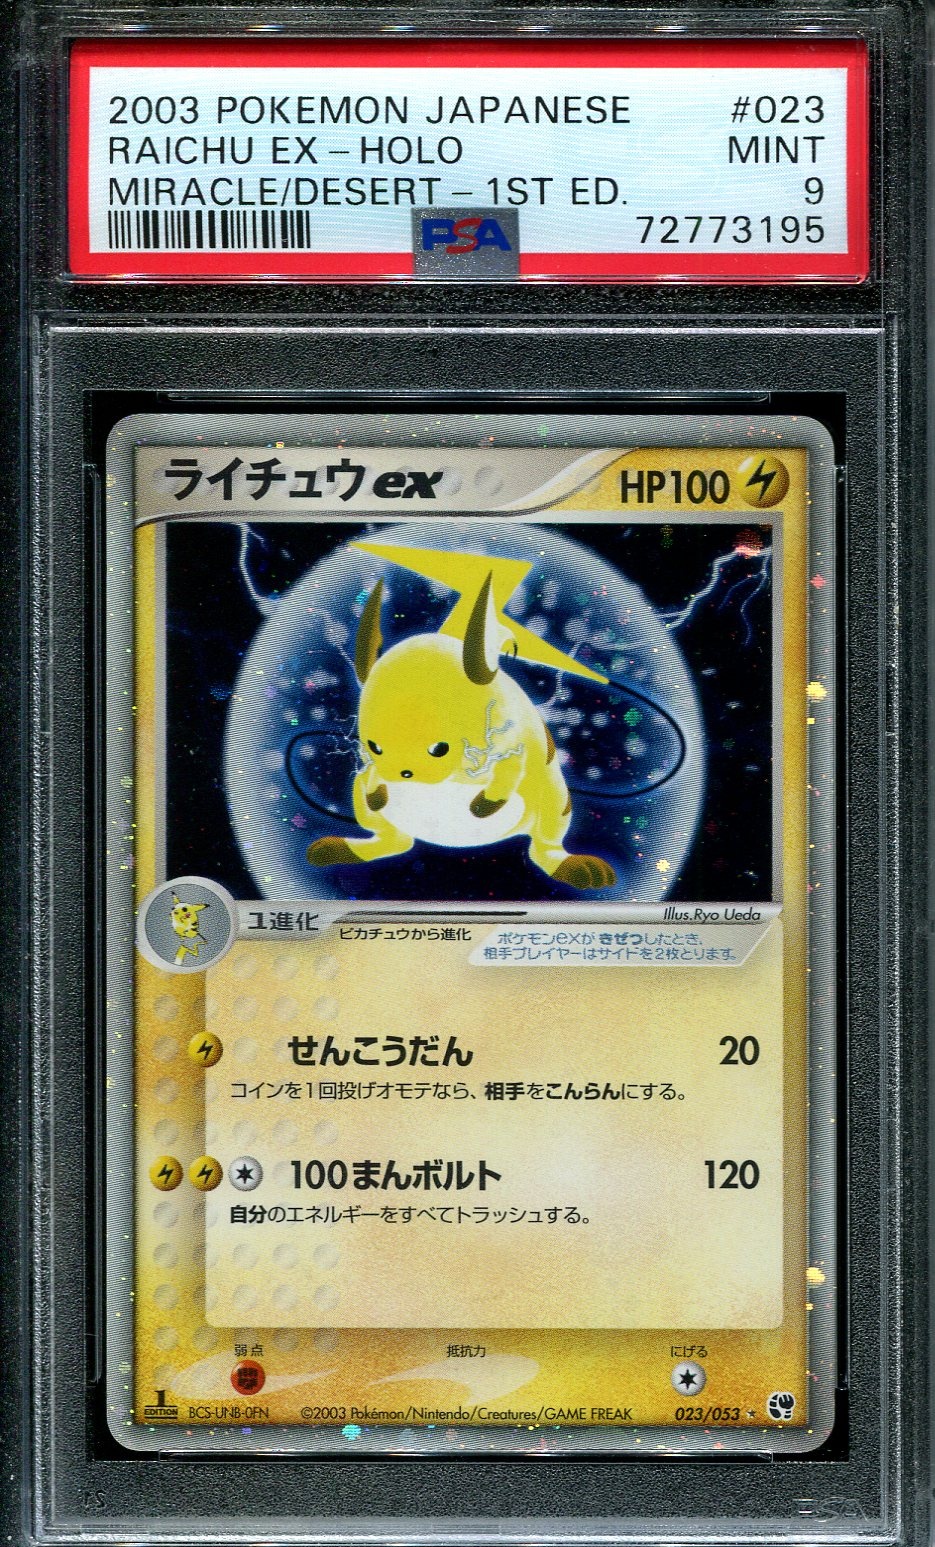 2003 POKEMON JAPANESE #023
RAICHU EX - HOLO MINT
MIRACLE/DESERT - 1ST ED. 9
PSA 72773195
ライチュウex HP100
Illus.Ryo Ueda
1進化
ピカチュウから進化
ポケモンexが きぜつしたとき、
相手プレイヤーはサイドを2枚とります。
せんこうだん 20
コインを1回投げオモテなら、相手をこんらんにする。
100まんボルト 120
自分のエネルギーをすべてトラッシュする。
弱点 抵抗力 にげる
1 EDITION BCS-UNB-0FN ©2003 Pokémon/Nintendo/Creatures/GAME FREAK 023/053 ★
PSA